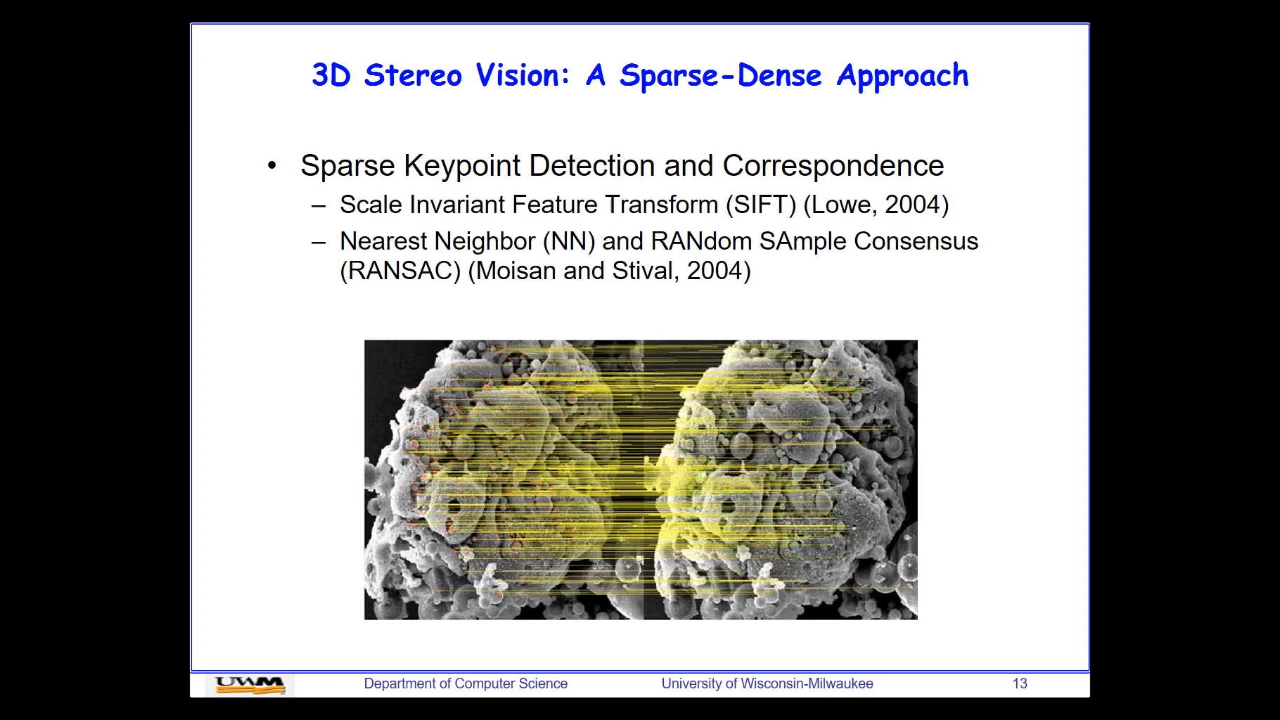 3D Stereo Vision: A Sparse-Dense Approach
• Sparse Keypoint Detection and Correspondence
– Scale Invariant Feature Transform (SIFT) (Lowe, 2004)
– Nearest Neighbor (NN) and RANdom SAmple Consensus
(RANSAC) (Moisan and Stival, 2004)
UWM
Department of Computer Science
University of Wisconsin-Milwaukee
13